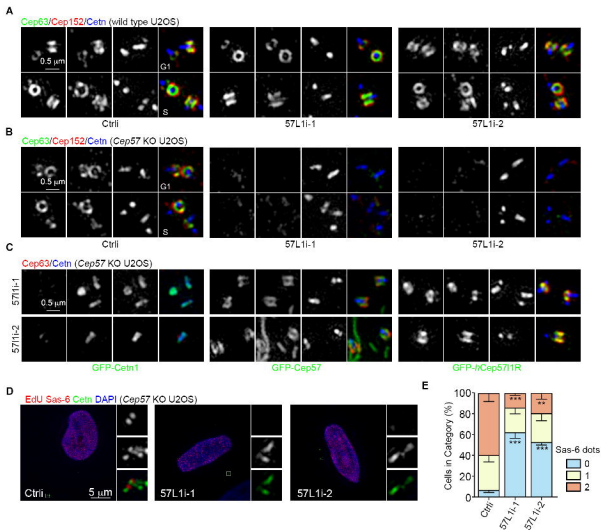 A
Cep63/Cep152/Cetn (wild type U2OS)
0.5 µm
G1
S
Ctrli
57L1i-1
57L1i-2
B
Cep63/Cep152/Cetn (Cep57 KO U2OS)
0.5 µm
G1
S
Ctrli
57L1i-1
57L1i-2
C
Cep63/Cetn (Cep57 KO U2OS)
57l1i-1
0.5 µm
57l1i-2
GFP-Cetn1
GFP-Cep57
GFP-hCep57l1R
D
EdU Sas-6 Cetn DAPI (Cep57 KO U2OS)
Ctrli
5 µm
57L1i-1
57L1i-2
E
Cells in Category (%)
100
80
60
40
20
0
***
**
***
***
Ctrli
57L1i-1
57L1i-2
Sas-6 dots
0
1
2